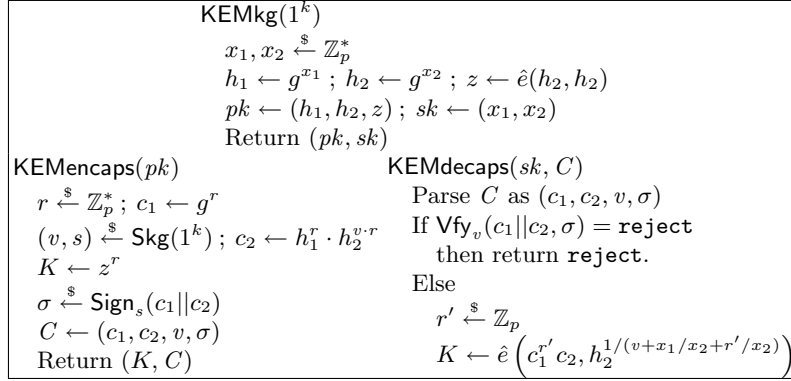 KEMkg(1^k)
x_1, x_2 ←$ ℤ_p^*
h_1 ← g^{x_1} ; h_2 ← g^{x_2} ; z ← ê(h_2, h_2)
pk ← (h_1, h_2, z) ; sk ← (x_1, x_2)
Return (pk, sk)
KEMencaps(pk)
r ←$ ℤ_p^* ; c_1 ← g^r
(v, s) ←$ Skg(1^k) ; c_2 ← h_1^r · h_2^{v·r}
K ← z^r
σ ←$ Sign_s(c_1||c_2)
C ← (c_1, c_2, v, σ)
Return (K, C)
KEMdecaps(sk, C)
Parse C as (c_1, c_2, v, σ)
If Vfy_v(c_1||c_2, σ) = reject
then return reject.
Else
r' ←$ ℤ_p
K ← ê(c_1^{r'} c_2, h_2^{1/(v+x_1/x_2+r'/x_2)})